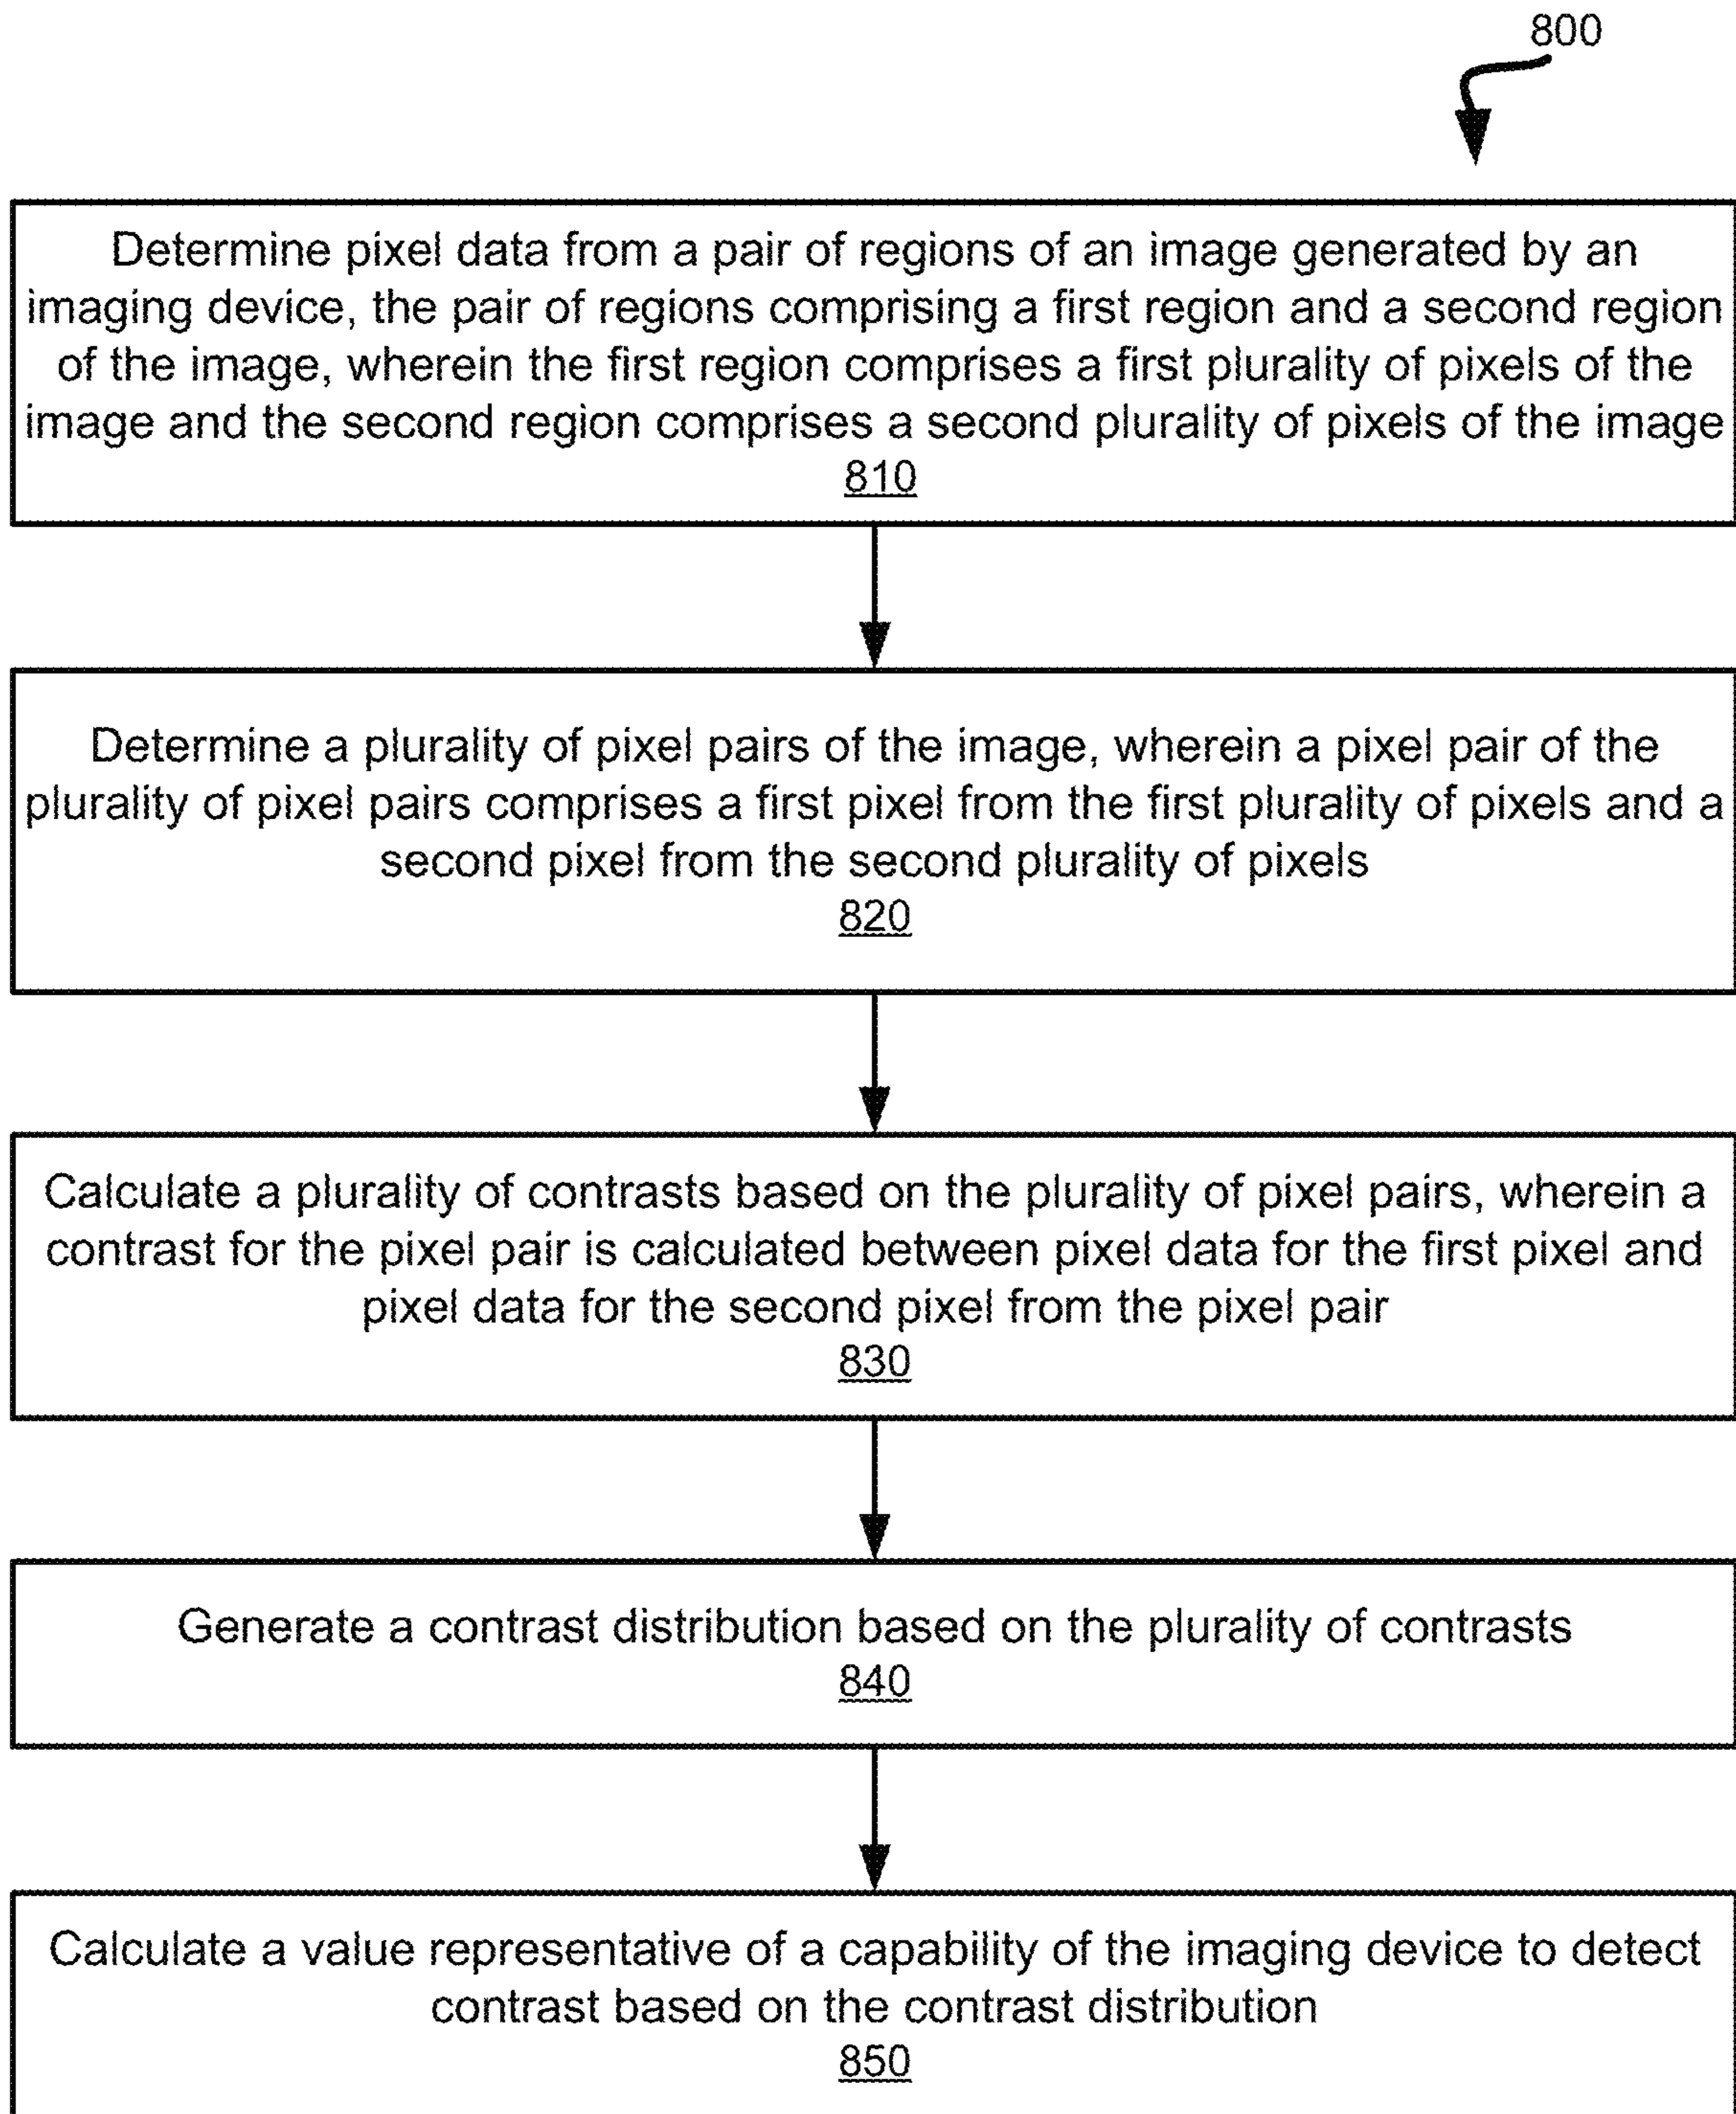 800
Determine pixel data from a pair of regions of an image generated by an
imaging device, the pair of regions comprising a first region and a second region
of the image, wherein the first region comprises a first plurality of pixels of the
image and the second region comprises a second plurality of pixels of the image
810
Determine a plurality of pixel pairs of the image, wherein a pixel pair of the
plurality of pixel pairs comprises a first pixel from the first plurality of pixels and a
second pixel from the second plurality of pixels
820
Calculate a plurality of contrasts based on the plurality of pixel pairs, wherein a
contrast for the pixel pair is calculated between pixel data for the first pixel and
pixel data for the second pixel from the pixel pair
830
Generate a contrast distribution based on the plurality of contrasts
840
Calculate a value representative of a capability of the imaging device to detect
contrast based on the contrast distribution
850